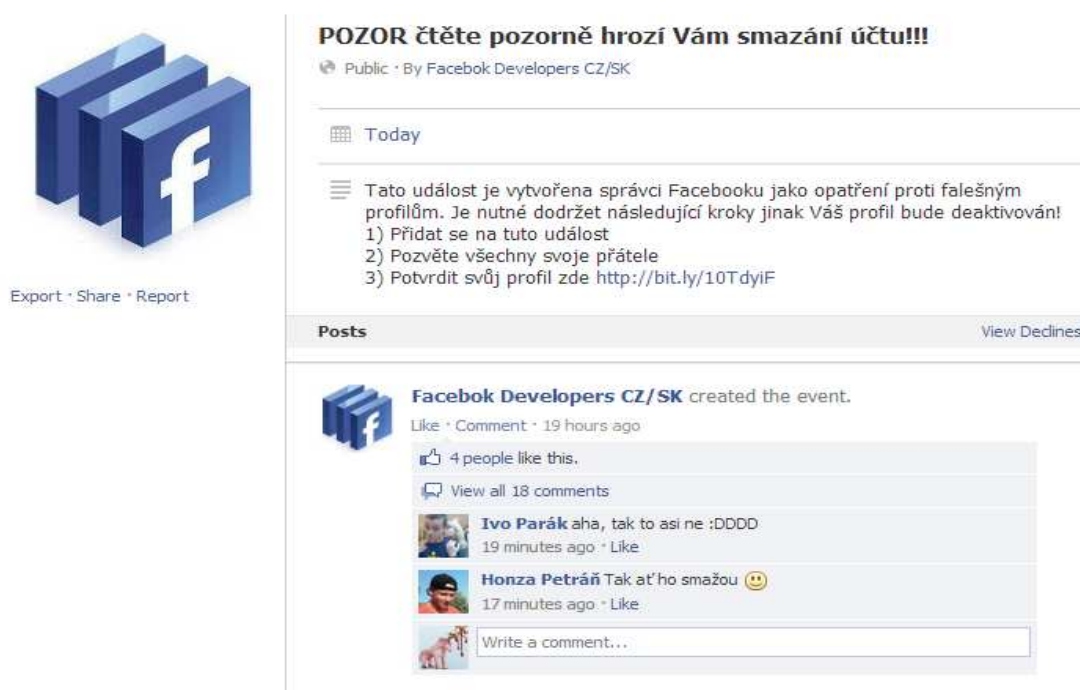 POZOR čtěte pozorně hrozí Vám smazání účtu!!!
Public · By Facebok Developers CZ/SK
Today
Tato událost je vytvořena správci Facebooku jako opatření proti falešným
profilům. Je nutné dodržet následující kroky jinak Váš profil bude deaktivován!
1) Přidat se na tuto událost
2) Pozvěte všechny svoje přátele
3) Potvrdit svůj profil zde http://bit.ly/10TdyiF
Export · Share · Report
Posts View Declines
Facebok Developers CZ/SK created the event.
Like · Comment · 19 hours ago
4 people like this.
View all 18 comments
Ivo Parák aha, tak to asi ne :DDDD
19 minutes ago · Like
Honza Petráň Tak ať ho smažou
17 minutes ago · Like
Write a comment...